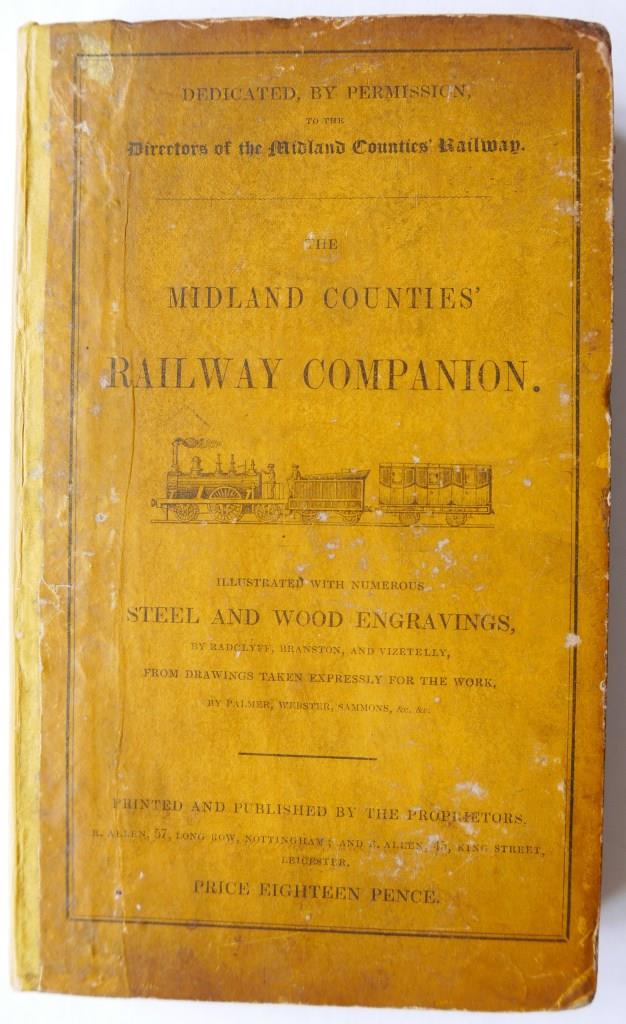 DEDICATED, BY PERMISSION,
TO THE
Directors of the Midland Counties' Railway.
THE
MIDLAND COUNTIES'
RAILWAY COMPANION.
ILLUSTRATED WITH NUMEROUS
STEEL AND WOOD ENGRAVINGS,
BY RADCLYFF, BRANSTON, AND VIZETELLY,
FROM DRAWINGS TAKEN EXPRESSLY FOR THE WORK,
BY PALMER, WEBSTER, SAMMONS, &c. &c.
PRINTED AND PUBLISHED BY THE PROPRIETORS,
R. ALLEN, 57, LONG ROW, NOTTINGHAM; AND ALLEN, KING STREET,
LEICESTER.
PRICE EIGHTEEN PENCE.